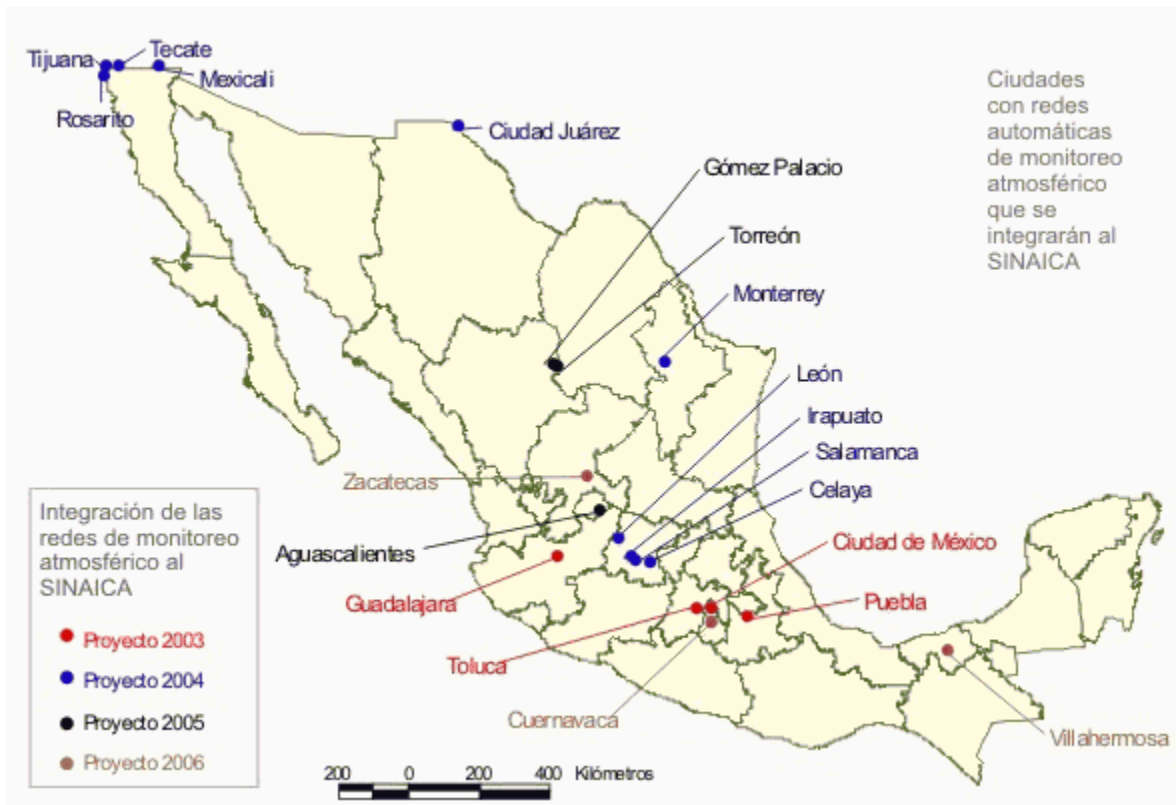 Tijuana
Tecate
Mexicali
Rosarito
Ciudad Juárez
Gómez Palacio
Torreón
Monterrey
León
Irapuato
Salamanca
Celaya
Zacatecas
Aguascalientes
Guadalajara
Ciudad de México
Puebla
Toluca
Cuernavaca
Villahermosa
Ciudades
con redes
automáticas
de monitoreo
atmosférico
que se
integrarán al
SINAICA
Integración de las
redes de monitoreo
atmosférico al
SINAICA
Proyecto 2003
Proyecto 2004
Proyecto 2005
Proyecto 2006
200 0 200 400 Kilómetros